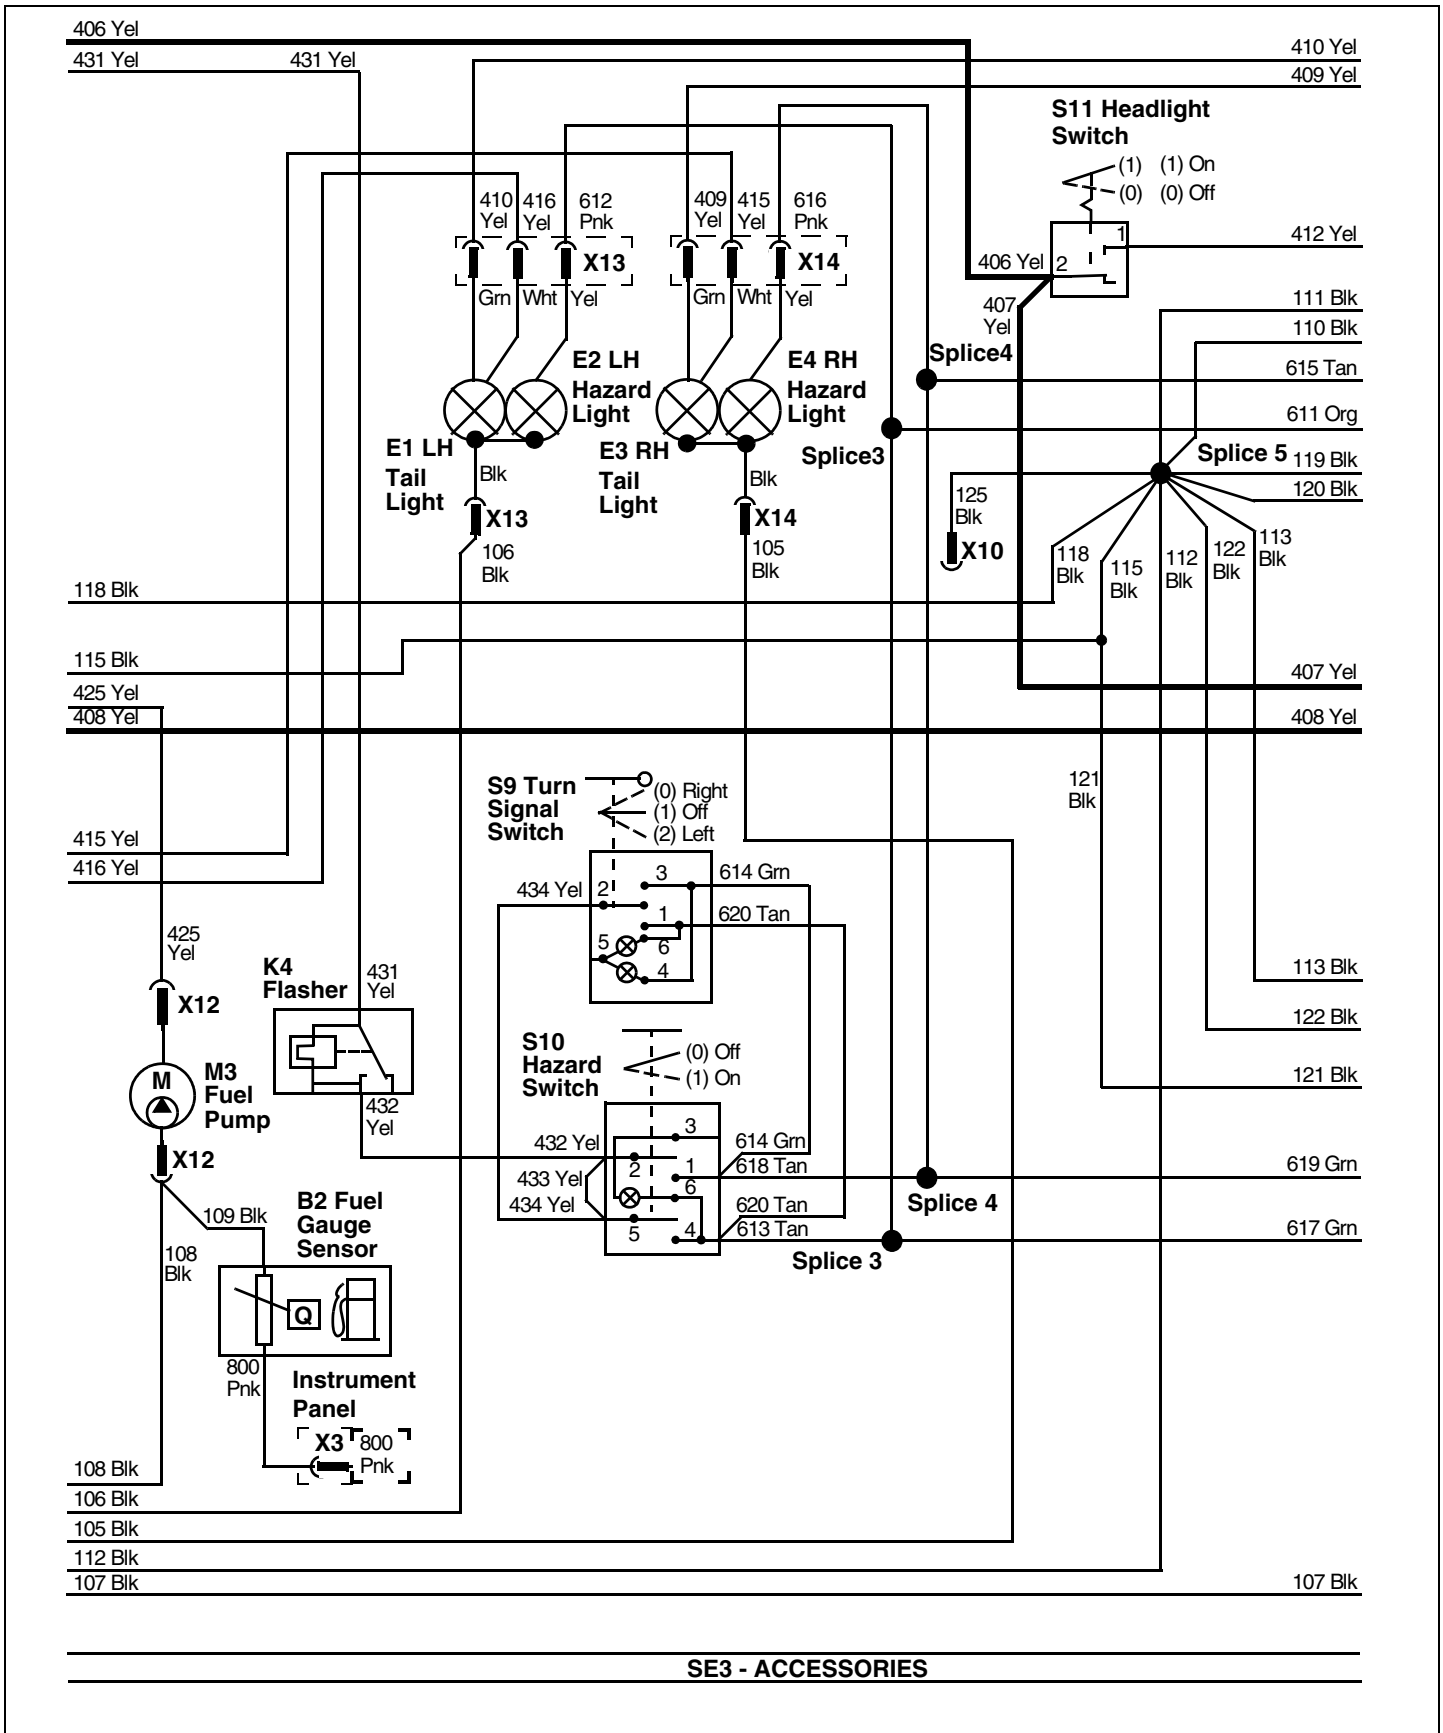 406 Yel
431 Yel
431 Yel
410 Yel
409 Yel
S11 Headlight
Switch
(1) (1) On
(0) (0) Off
410
Yel
416
Yel
612
Pnk
409
Yel
415
Yel
616
Pnk
X13
X14
Grn
Wht
Yel
Grn
Wht
Yel
1
412 Yel
406 Yel
2
407
Yel
111 Blk
110 Blk
Splice4
615 Tan
E2 LH
Hazard
Light
E4 RH
Hazard
Light
611 Org
E1 LH
Tail
Light
E3 RH
Tail
Light
Splice3
Splice 5
119 Blk
120 Blk
Blk
Blk
X13
X14
125
Blk
X10
106
Blk
105
Blk
118
Blk
115
Blk
112
Blk
122
Blk
113
Blk
118 Blk
115 Blk
407 Yel
425 Yel
408 Yel
408 Yel
121
Blk
S9 Turn
Signal
Switch
(0) Right
(1) Off
(2) Left
415 Yel
416 Yel
434 Yel
2
3
1
5
6
4
614 Grn
620 Tan
425
Yel
K4
Flasher
431
Yel
113 Blk
X12
122 Blk
S10
Hazard
Switch
(0) Off
(1) On
M
M3
Fuel
Pump
121 Blk
432
Yel
432 Yel
433 Yel
434 Yel
3
2
1
6
5
4
614 Grn
618 Tan
620 Tan
613 Tan
619 Grn
Splice 4
617 Grn
Splice 3
X12
109 Blk
108
Blk
B2 Fuel
Gauge
Sensor
Q
800
Pnk
Instrument
Panel
X3
800
Pnk
108 Blk
106 Blk
105 Blk
112 Blk
107 Blk
107 Blk
SE3 - ACCESSORIES